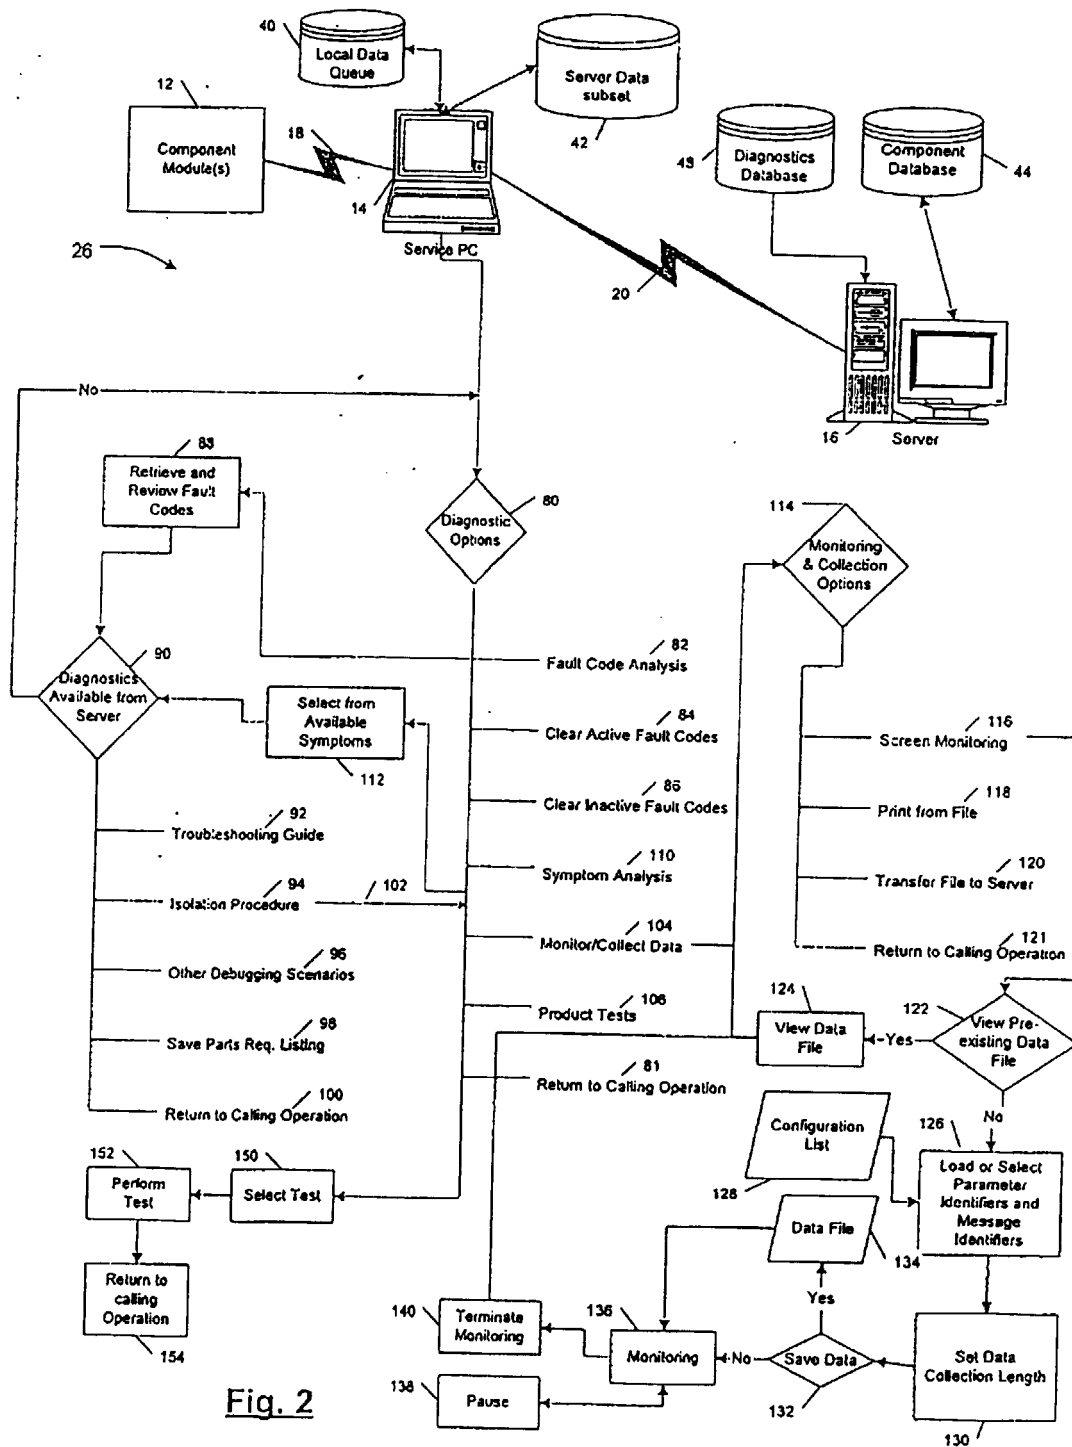 40
Local Data
Queue
Server Data
subset
42
12
Component
Module(s)
18
14
Service PC
43
Diagnostics
Database
Component
Database
44
26
20
16
Server
No
88
Retrieve and
Review Fault
Codes
80
Diagnostic
Options
114
Monitoring
& Collection
Options
90
Diagnostics
Available from
Server
82
Fault Code Analysis
Select from
Available
Symptoms
112
84
Clear Active Fault Codes
116
Screen Monitoring
86
Clear Inactive Fault Codes
118
Print from File
92
Troubleshooting Guide
110
Symptom Analysis
120
Transfer File to Server
94
Isolation Procedure
102
104
Monitor/Collect Data
121
Return to Calling Operation
96
Other Debugging Scenarios
106
Product Tests
124
View Data
File
Yes
122
View Pre-
existing Data
File
98
Save Parts Req. Listing
81
Return to Calling Operation
100
Return to Calling Operation
No
Configuration
List
128
126
Load or Select
Parameter
Identifiers and
Message
Identifiers
152
Perform
Test
150
Select Test
Data File
134
Return to
calling
Operation
154
140
Terminate
Monitoring
136
Monitoring
Yes
No
Save Data
132
Set Data
Collection Length
130
138
Pause
Fig. 2